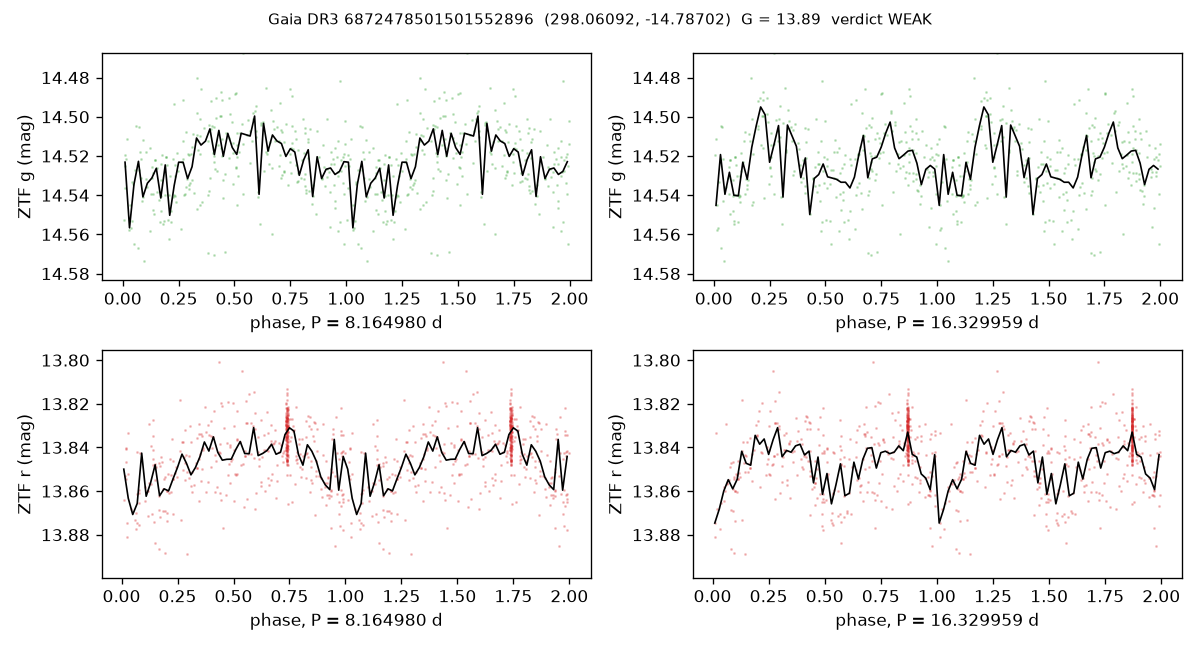 Gaia DR3 6872478501501552896  (298.06092, -14.78702)  G = 13.89  verdict WEAK
ZTF g (mag)
14.48
14.50
14.52
14.54
14.56
14.58
0.00 0.25 0.50 0.75 1.00 1.25 1.50 1.75 2.00
phase, P = 8.164980 d
ZTF g (mag)
14.48
14.50
14.52
14.54
14.56
14.58
0.00 0.25 0.50 0.75 1.00 1.25 1.50 1.75 2.00
phase, P = 16.329959 d
ZTF r (mag)
13.80
13.82
13.84
13.86
13.88
0.00 0.25 0.50 0.75 1.00 1.25 1.50 1.75 2.00
phase, P = 8.164980 d
ZTF r (mag)
13.80
13.82
13.84
13.86
13.88
0.00 0.25 0.50 0.75 1.00 1.25 1.50 1.75 2.00
phase, P = 16.329959 d